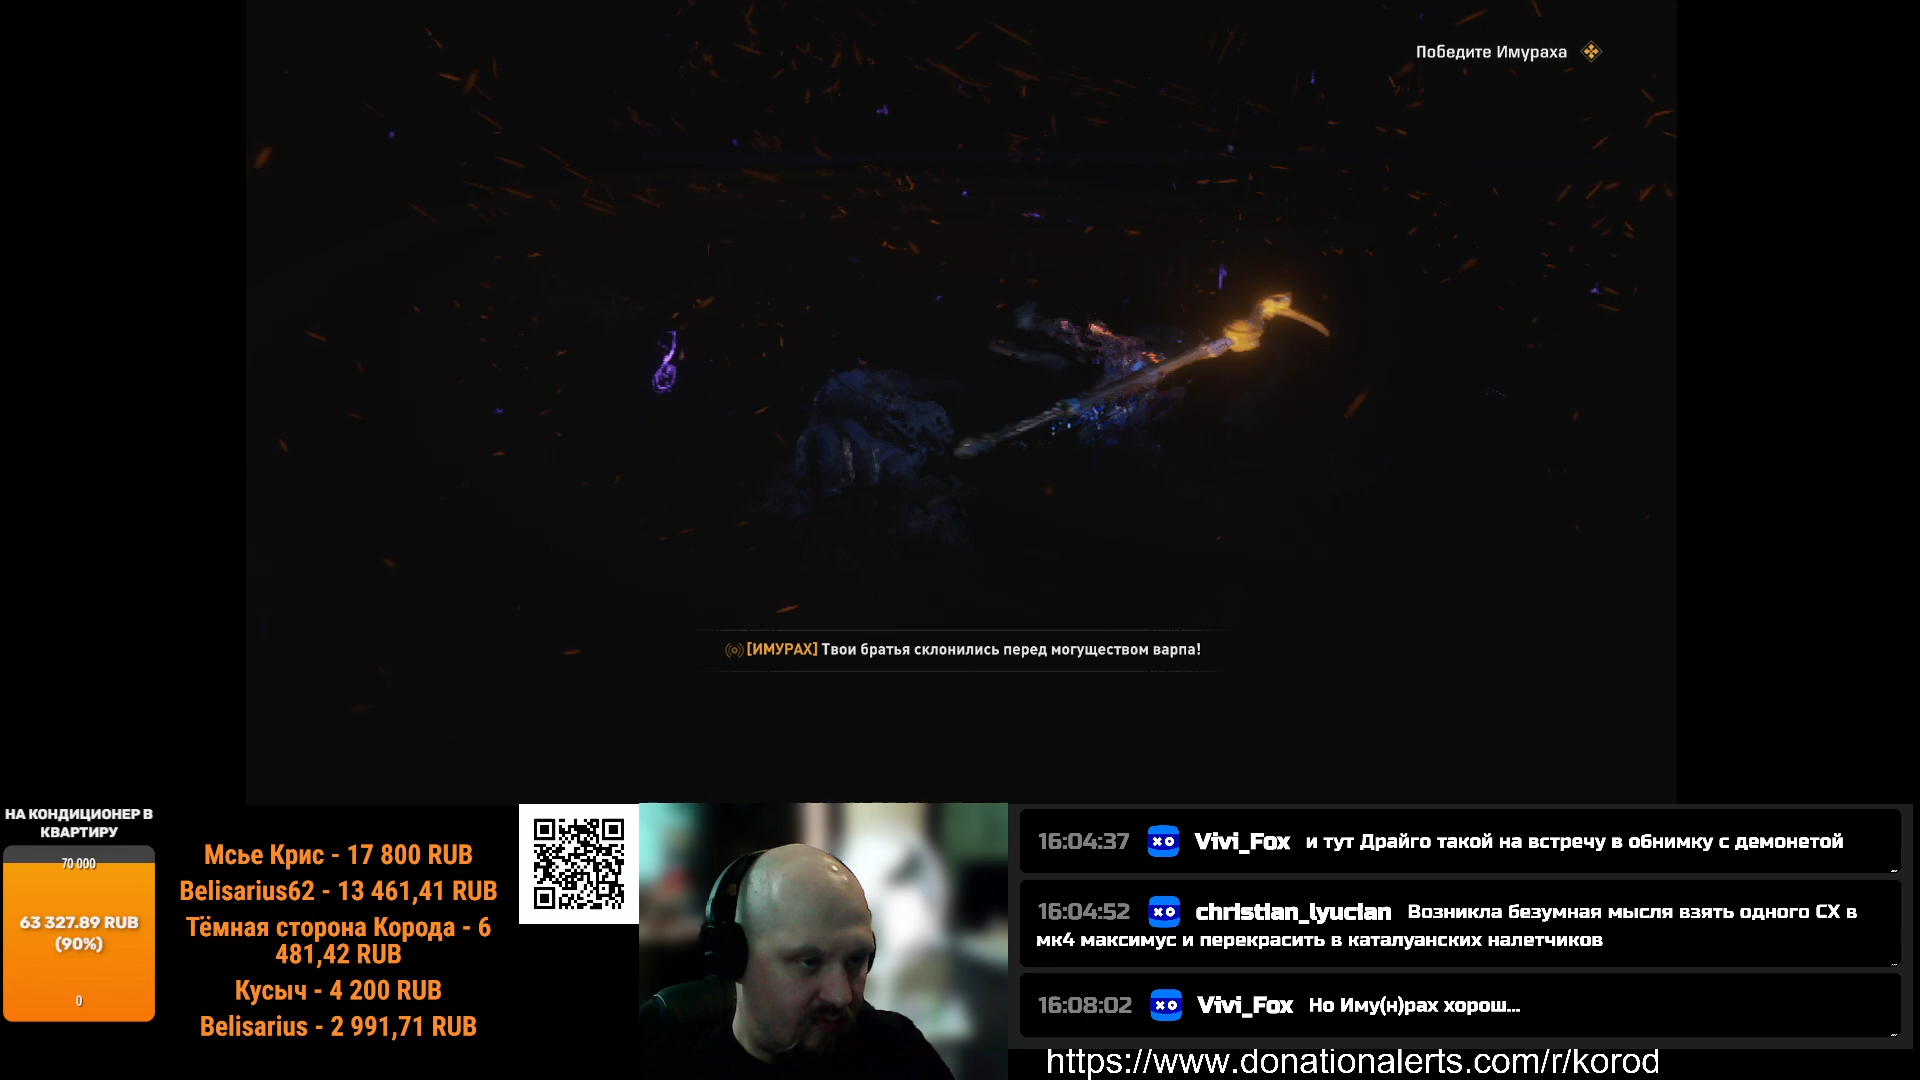 Победите Имураха
[ИМУРАХ] Твои братья склонились перед могуществом варпа!
НА КОНДИЦИОНЕР В
КВАРТИРУ
70 000
63 327.89 RUB
(90%)
0
Мсье Крис - 17 800 RUB
Belisarius62 - 13 461,41 RUB
Тёмная сторона Корода - 6
481,42 RUB
Кусыч - 4 200 RUB
Belisarius - 2 991,71 RUB
16:04:37 Vivi_Fox и тут Драйго такой на встречу в обнимку с демонетой
16:04:52 christian_lyucian Возникла безумная мысля взять одного СХ в
мк4 максимус и перекрасить в каталуанских налетчиков
16:08:02 Vivi_Fox Но Иму(н)рах хорош...
https://www.donationalerts.com/r/korod